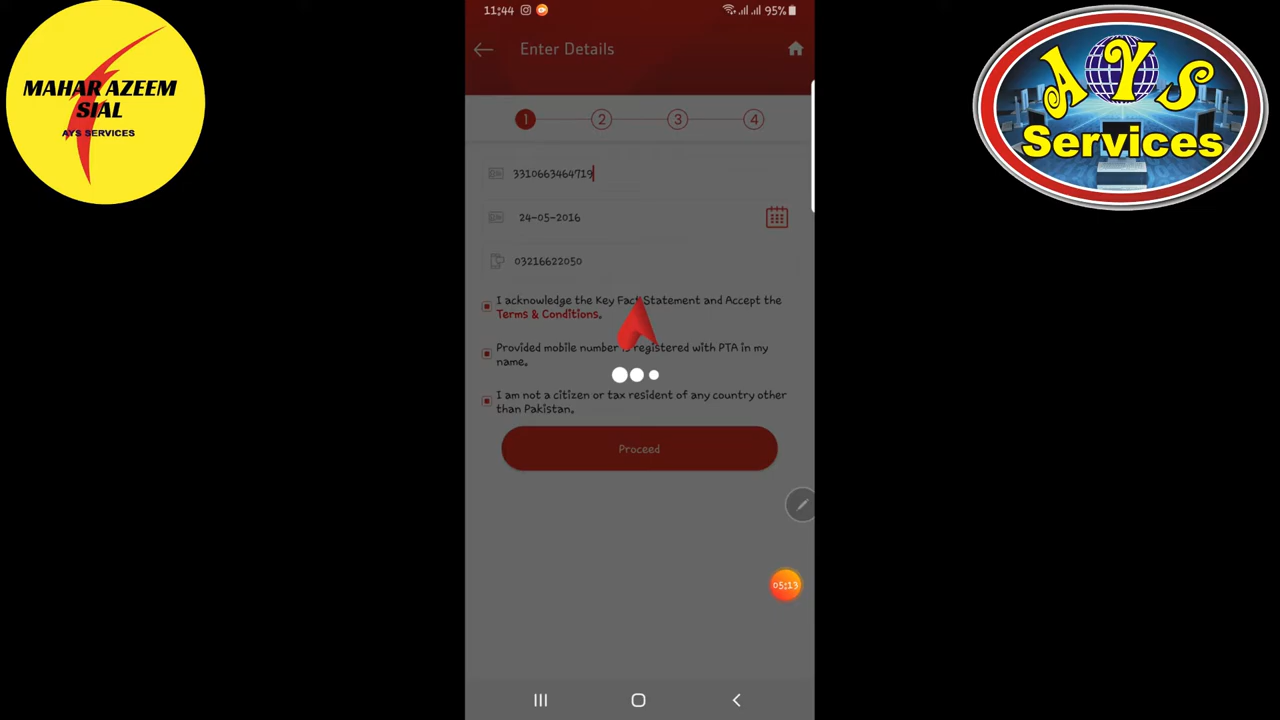 MAHAR AZEEM
SIAL
AYS SERVICES
11:44
95%
Enter Details
1
2
3
4
3310663464719
24-05-2016
03216622050
I acknowledge the Key Fact Statement and Accept the
Terms & Conditions.
Provided mobile number is registered with PTA in my
name.
I am not a citizen or tax resident of any country other
than Pakistan.
Proceed
05:13
AYS
Services